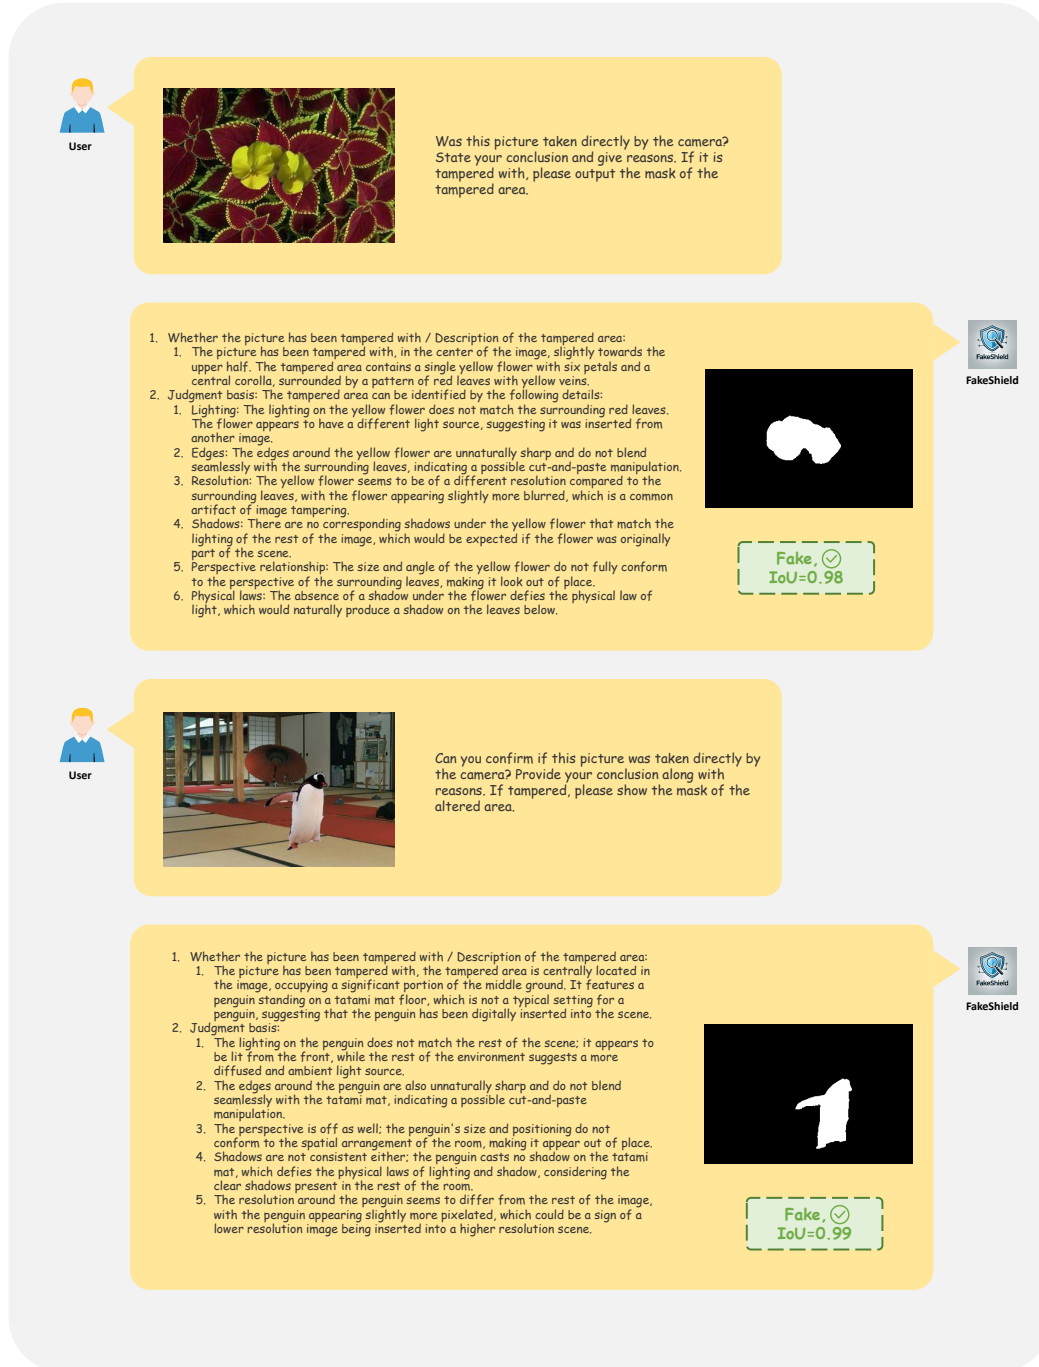 User
Was this picture taken directly by the camera?
State your conclusion and give reasons. If it is
tampered with, please output the mask of the
tampered area.
1. Whether the picture has been tampered with / Description of the tampered area:
1. The picture has been tampered with, in the center of the image, slightly towards the
upper half. The tampered area contains a single yellow flower with six petals and a
central corolla, surrounded by a pattern of red leaves with yellow veins.
2. Judgment basis: The tampered area can be identified by the following details:
1. Lighting: The lighting on the yellow flower does not match the surrounding red leaves.
The flower appears to have a different light source, suggesting it was inserted from
another image.
2. Edges: The edges around the yellow flower are unnaturally sharp and do not blend
seamlessly with the surrounding leaves, indicating a possible cut-and-paste manipulation.
3. Resolution: The yellow flower seems to be of a different resolution compared to the
surrounding leaves, with the flower appearing slightly more blurred, which is a common
artifact of image tampering.
4. Shadows: There are no corresponding shadows under the yellow flower that match the
lighting of the rest of the image, which would be expected if the flower was originally
part of the scene.
5. Perspective relationship: The size and angle of the yellow flower do not fully conform
to the perspective of the surrounding leaves, making it look out of place.
6. Physical laws: The absence of a shadow under the flower defies the physical law of
light, which would naturally produce a shadow on the leaves below.
Fake,
IoU=0.98
FakeShield
FakeShield
User
Can you confirm if this picture was taken directly by
the camera? Provide your conclusion along with
reasons. If tampered, please show the mask of the
altered area.
1. Whether the picture has been tampered with / Description of the tampered area:
1. The picture has been tampered with, the tampered area is centrally located in
the image, occupying a significant portion of the middle ground. It features a
penguin standing on a tatami mat floor, which is not a typical setting for a
penguin, suggesting that the penguin has been digitally inserted into the scene.
2. Judgment basis:
1. The lighting on the penguin does not match the rest of the scene; it appears to
be lit from the front, while the rest of the environment suggests a more
diffused and ambient light source.
2. The edges around the penguin are also unnaturally sharp and do not blend
seamlessly with the tatami mat, indicating a possible cut-and-paste
manipulation.
3. The perspective is off as well; the penguin's size and positioning do not
conform to the spatial arrangement of the room, making it appear out of place.
4. Shadows are not consistent either; the penguin casts no shadow on the tatami
mat, which defies the physical laws of lighting and shadow, considering the
clear shadows present in the rest of the room.
5. The resolution around the penguin seems to differ from the rest of the image,
with the penguin appearing slightly more pixelated, which could be a sign of a
lower resolution image being inserted into a higher resolution scene.
Fake,
IoU=0.99
FakeShield
FakeShield